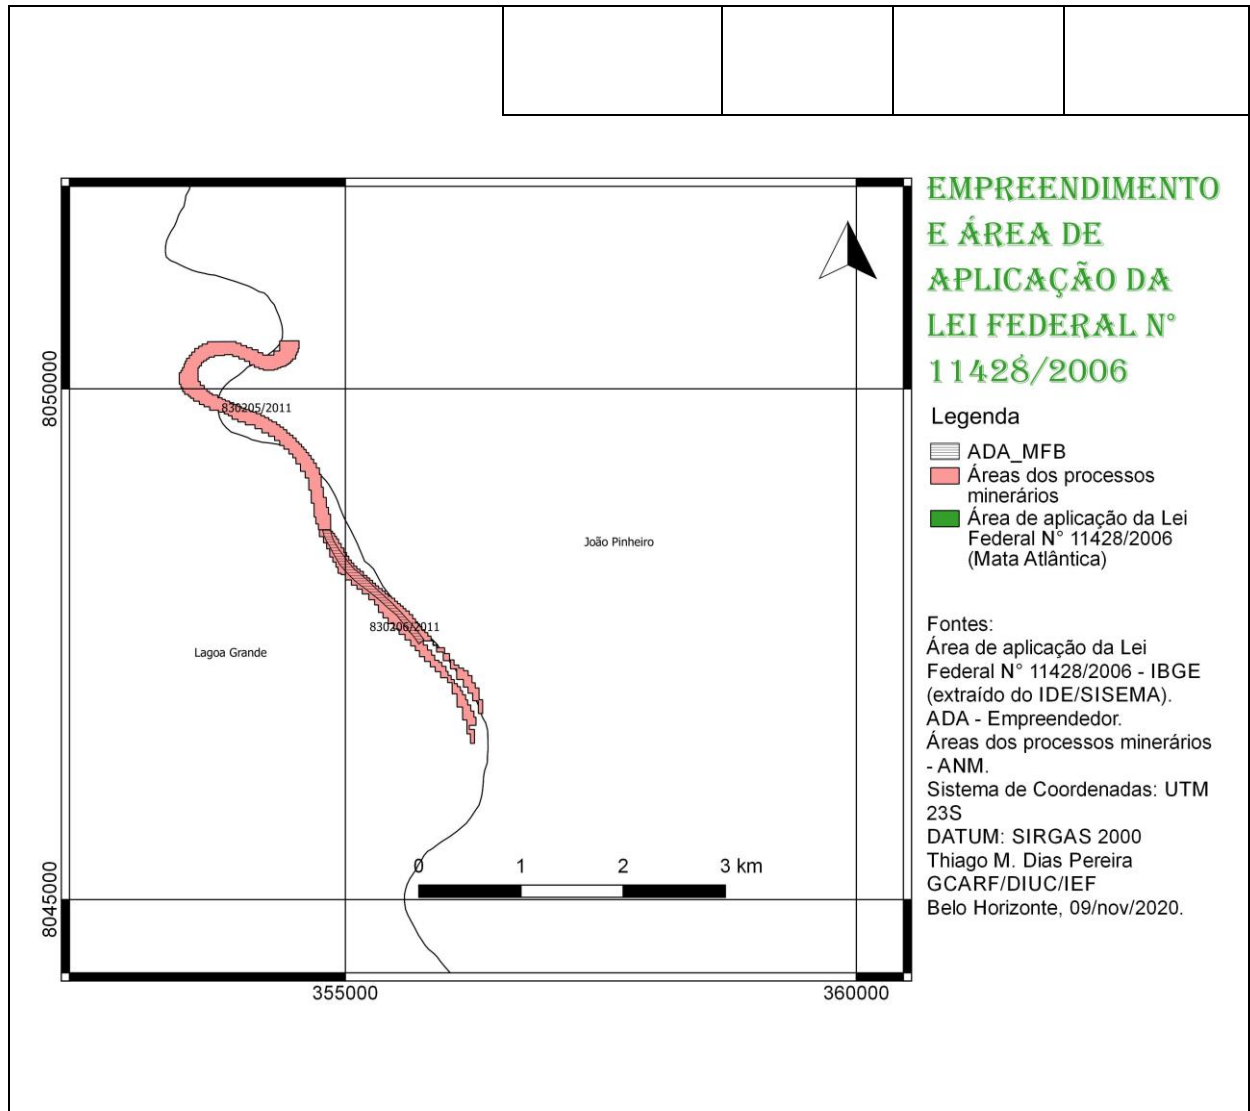 EMPREENDIMENTO
E ÁREA DE
APLICAÇÃO DA
LEI FEDERAL N°
11428/2006
Legenda
ADA_MFB
Áreas dos processos
minerários
Área de aplicação da Lei
Federal N° 11428/2006
(Mata Atlântica)
Fontes:
Área de aplicação da Lei
Federal N° 11428/2006 - IBGE
(extraído do IDE/SISEMA).
ADA - Empreendedor.
Áreas dos processos minerários
- ANM.
Sistema de Coordenadas: UTM
23S
DATUM: SIRGAS 2000
Thiago M. Dias Pereira
GCARF/DIUC/IEF
Belo Horizonte, 09/nov/2020.
8050000
830205/2011
João Pinheiro
830206/2011
Lagoa Grande
0 1 2 3 km
8045000
355000 360000